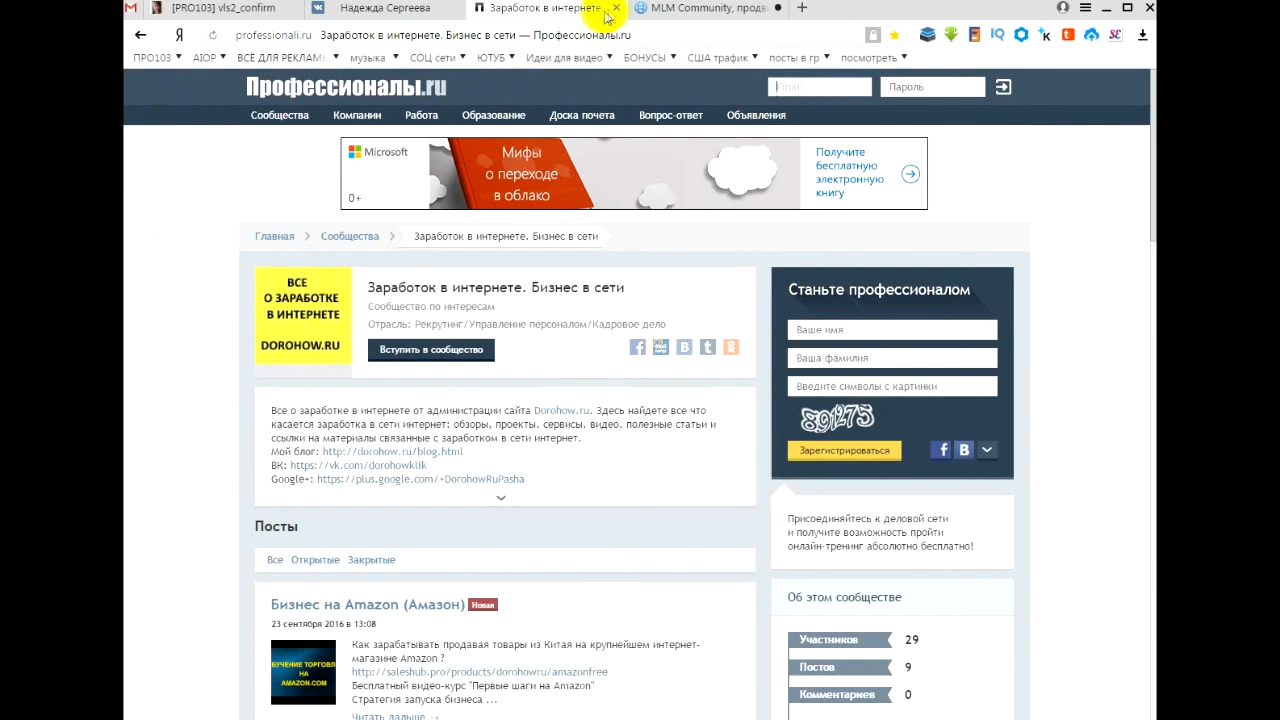 [PRO103] vls2_confirm
Надежда Сергеева
Заработок в интернете.
MLM Community, продв
professionali.ru Заработок в интернете. Бизнес в сети — Профессионалы.ru
ПРО103 AIOP ВСЁ ДЛЯ РЕКЛАМЫ музыка СОЦ сети ЮТУБ Идеи для видео БОНУСЫ США трафик посты в гр посмотреть
Профессионалы.ru
Email Пароль
Сообщества Компании Работа Образование Доска почета Вопрос-ответ Объявления
Microsoft
0+
Мифы
о переходе
в облако
Получите
бесплатную
электронную
книгу
Главная Сообщества Заработок в интернете. Бизнес в сети
ВСЕ
О ЗАРАБОТКЕ
В ИНТЕРНЕТЕ
DOROHOW.RU
Заработок в интернете. Бизнес в сети
Сообщество по интересам
Отрасль: Рекрутинг/Управление персоналом/Кадровое дело
Вступить в сообщество
Все о заработке в интернете от администрации сайта Dorohow.ru. Здесь найдете все что
касается заработка в сети интернет: обзоры, проекты, сервисы, видео, полезные статьи и
ссылки на материалы связанные с заработком в сети интернет.
Мой блог: http://dorohow.ru/blog.html
ВК: https://vk.com/dorohowklik
Google+: https://plus.google.com/+DorohowRuPasha
Посты
Все Открытые Закрытые
Бизнес на Amazon (Амазон) Новая
23 сентября 2016 в 13:08
БУЧЕНИЕ ТОРГОВЛ
НА
AMAZON.COM
Как зарабатывать продавая товары из Китая на крупнейшем интернет-
магазине Amazon ?
http://saleshub.pro/products/dorohowru/amazonfree
Бесплатный видео-курс "Первые шаги на Amazon"
Стратегия запуска бизнеса ...
Читать дальше →
Станьте профессионалом
Ваше имя
Ваша фамилия
Введите символы с картинки
891275
Зарегистрироваться
Присоединяйтесь к деловой сети
и получите возможность пройти
онлайн-тренинг абсолютно бесплатно!
Об этом сообществе
Участников 29
Постов 9
Комментариев 0